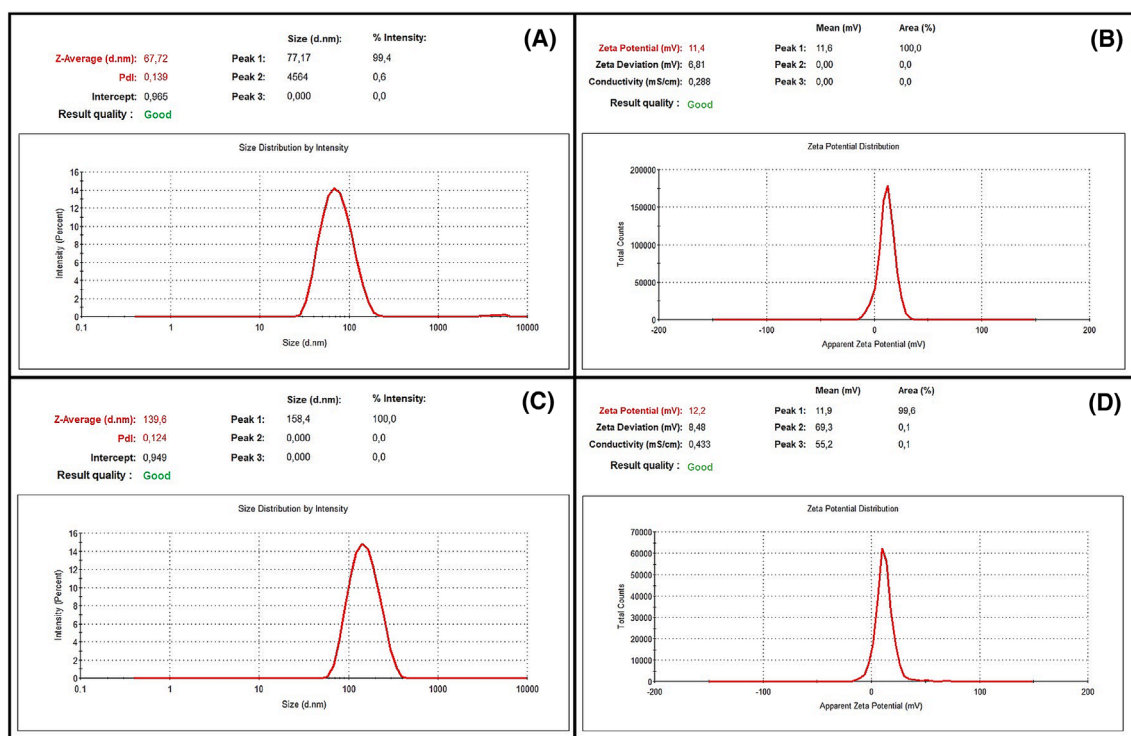 (A)
Size (d.nm): % Intensity:
Z-Average (d.nm): 67,72 Peak 1: 77,17 99,4
PdI: 0,139 Peak 2: 4564 0,6
Intercept: 0,965 Peak 3: 0,000 0,0
Result quality : Good
Size Distribution by Intensity
Intensity (Percent)
16
14
12
10
8
6
4
2
0
0.1 1 10 100 1000 10000
Size (d.nm)
(B)
Mean (mV) Area (%)
Zeta Potential (mV): 11,4 Peak 1: 11,6 100,0
Zeta Deviation (mV): 6,81 Peak 2: 0,00 0,0
Conductivity (mS/cm): 0,288 Peak 3: 0,00 0,0
Result quality : Good
Zeta Potential Distribution
Total Counts
200000
150000
100000
50000
0
-200 -100 0 100 200
Apparent Zeta Potential (mV)
(C)
Size (d.nm): % Intensity:
Z-Average (d.nm): 139,6 Peak 1: 158,4 100,0
PdI: 0,124 Peak 2: 0,000 0,0
Intercept: 0,949 Peak 3: 0,000 0,0
Result quality : Good
Size Distribution by Intensity
Intensity (Percent)
16
14
12
10
8
6
4
2
0
0.1 1 10 100 1000 10000
Size (d.nm)
(D)
Mean (mV) Area (%)
Zeta Potential (mV): 12,2 Peak 1: 11,9 99,6
Zeta Deviation (mV): 8,48 Peak 2: 69,3 0,1
Conductivity (mS/cm): 0,433 Peak 3: 55,2 0,1
Result quality : Good
Zeta Potential Distribution
Total Counts
70000
60000
50000
40000
30000
20000
10000
0
-200 -100 0 100 200
Apparent Zeta Potential (mV)